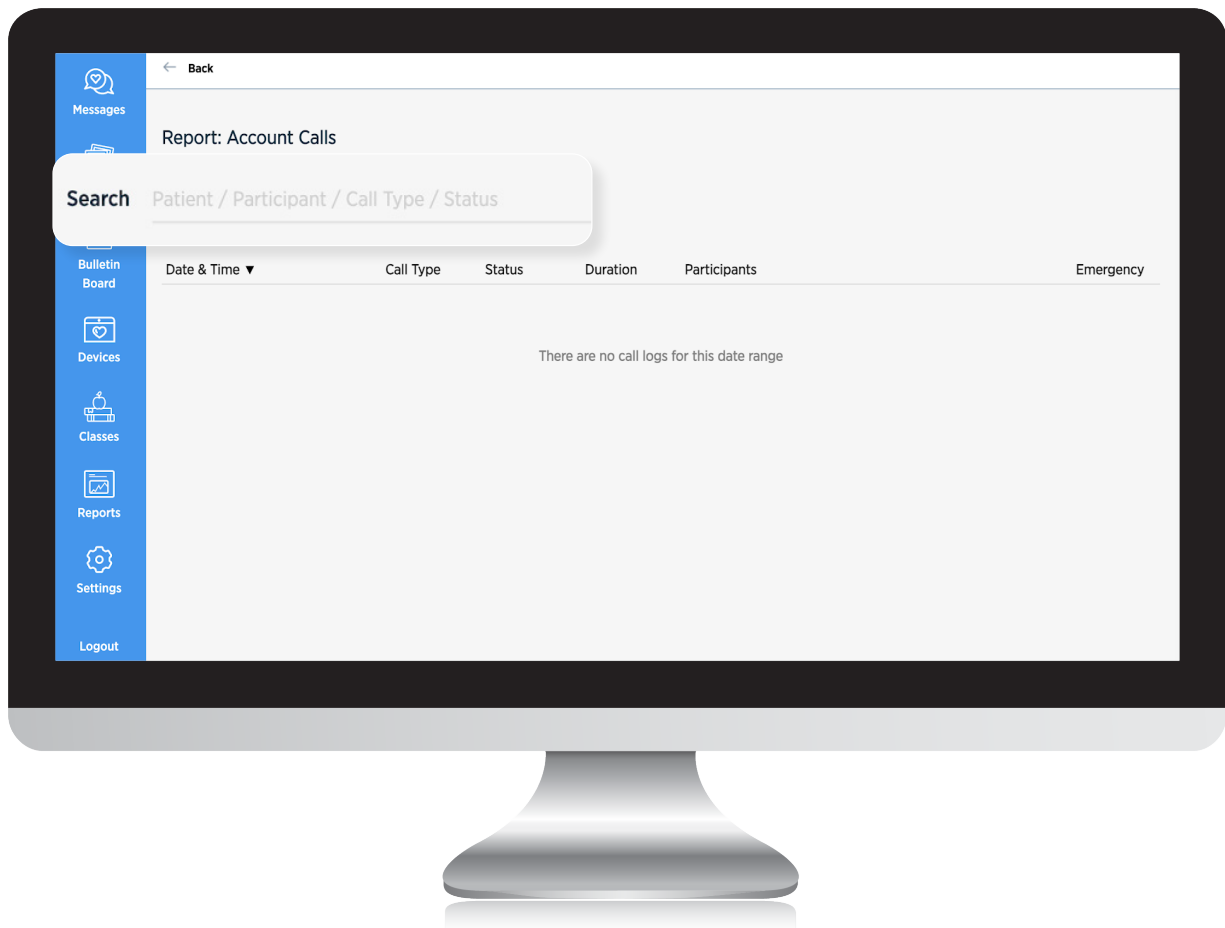 Messages
Bulletin
Board
Devices
Classes
Reports
Settings
Logout
← Back
Report: Account Calls
Search Patient / Participant / Call Type / Status
Date & Time ▼ Call Type Status Duration Participants Emergency
There are no call logs for this date range